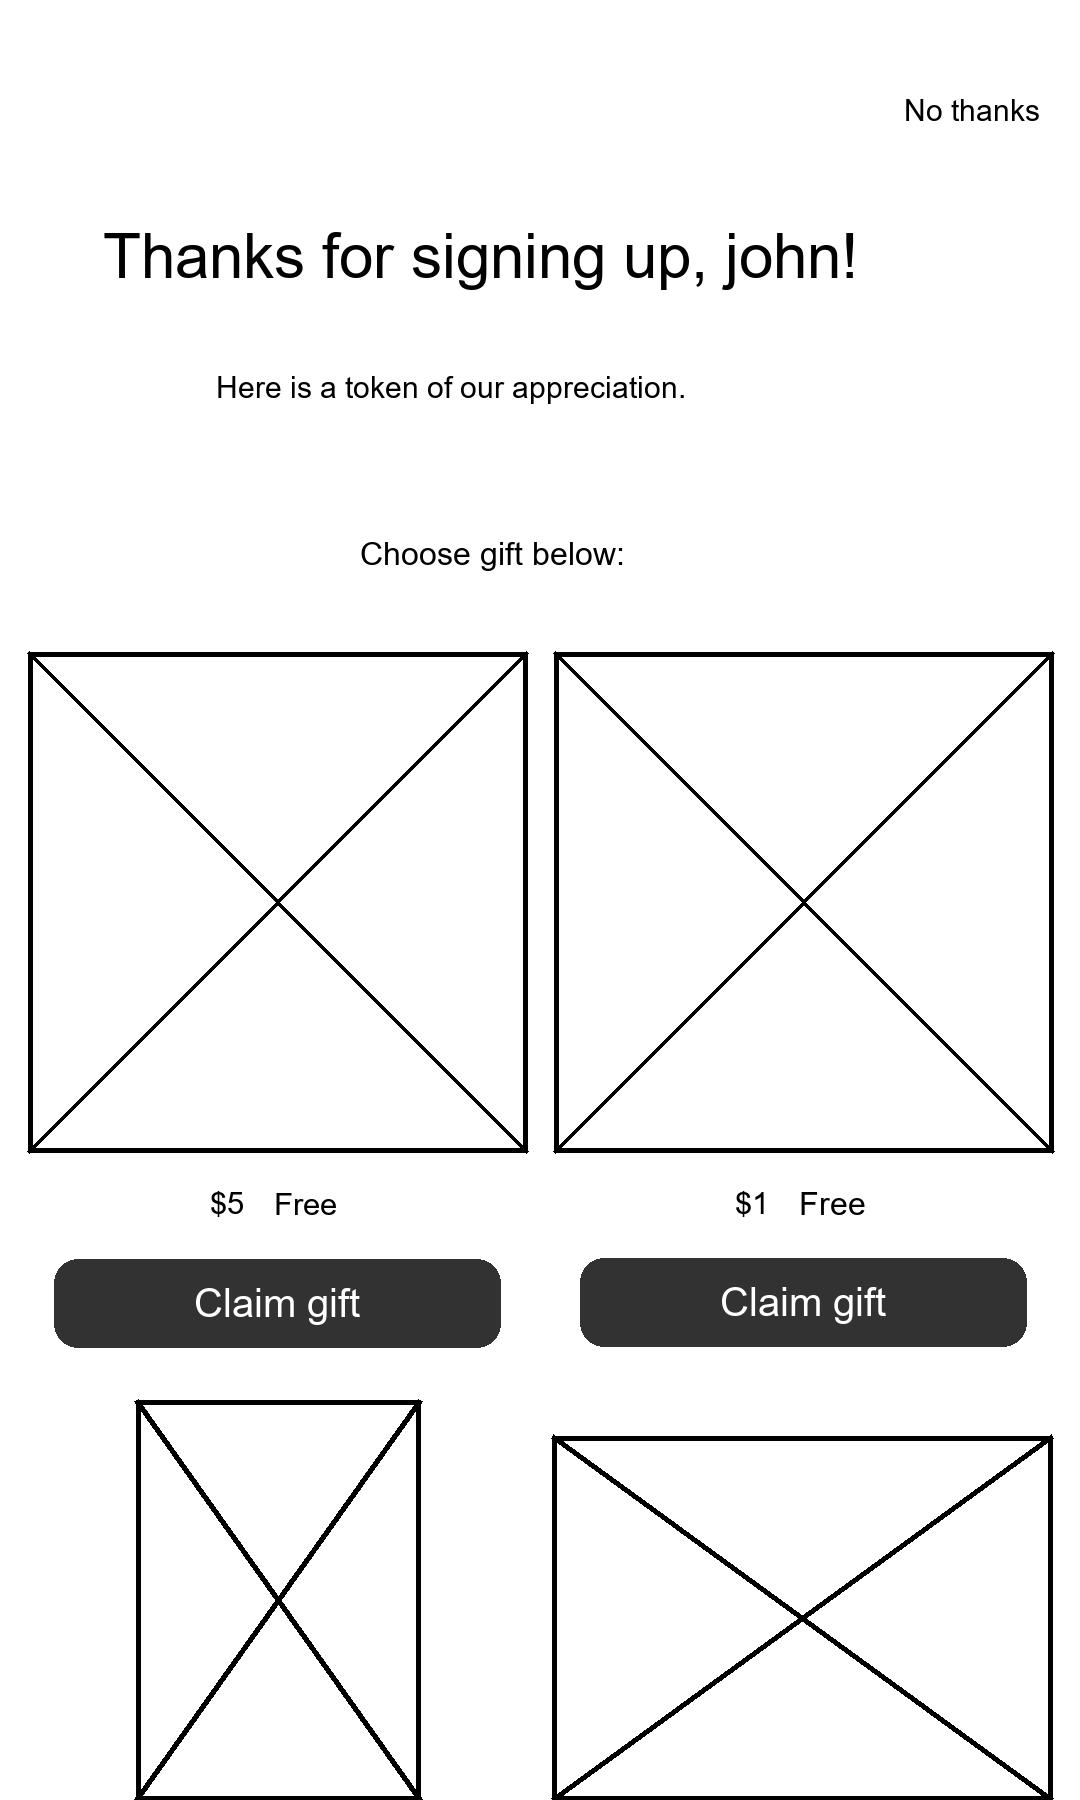 No thanks
Thanks for signing up, john!
Here is a token of our appreciation.
Choose gift below:
$5 Free
$1 Free
Claim gift
Claim gift